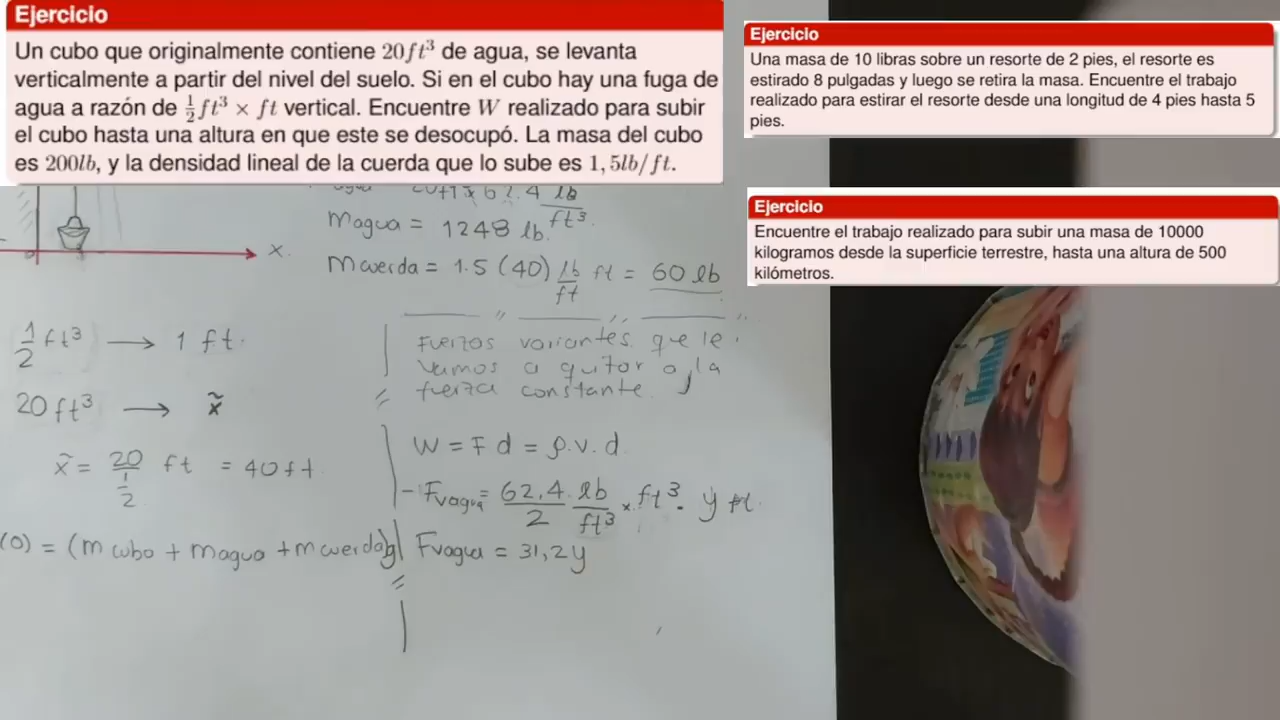 Ejercicio
Un cubo que originalmente contiene 20ft³ de agua, se levanta
verticalmente a partir del nivel del suelo. Si en el cubo hay una fuga de
agua a razón de 1/2 ft³ × ft vertical. Encuentre W realizado para subir
el cubo hasta una altura en que este se desocupó. La masa del cubo
es 200lb, y la densidad lineal de la cuerda que lo sube es 1,5lb/ft.
Ejercicio
Una masa de 10 libras sobre un resorte de 2 pies, el resorte es
estirado 8 pulgadas y luego se retira la masa. Encuentre el trabajo
realizado para estirar el resorte desde una longitud de 4 pies hasta 5
pies.
Ejercicio
Encuentre el trabajo realizado para subir una masa de 10000
kilogramos desde la superficie terrestre, hasta una altura de 500
kilómetros.
x
62.4 lb/ft³
magua = 1248 lb.
mcuerda = 1.5 (40) lb/ft ft = 60 lb
1/2 ft³ → 1 ft.
20 ft³ → x̃
x̃ = 20/(1/2) ft = 40 ft.
(0) = (m cubo + magua + mcuerda)g
Fuerzas variantes que le
vamos a quitar a la
fuerza constante.
W = F d = ρ.v.d
- Fvagua = 62,4/2 lb/ft³ × ft³. y ft.
Fvagua = 31,2y